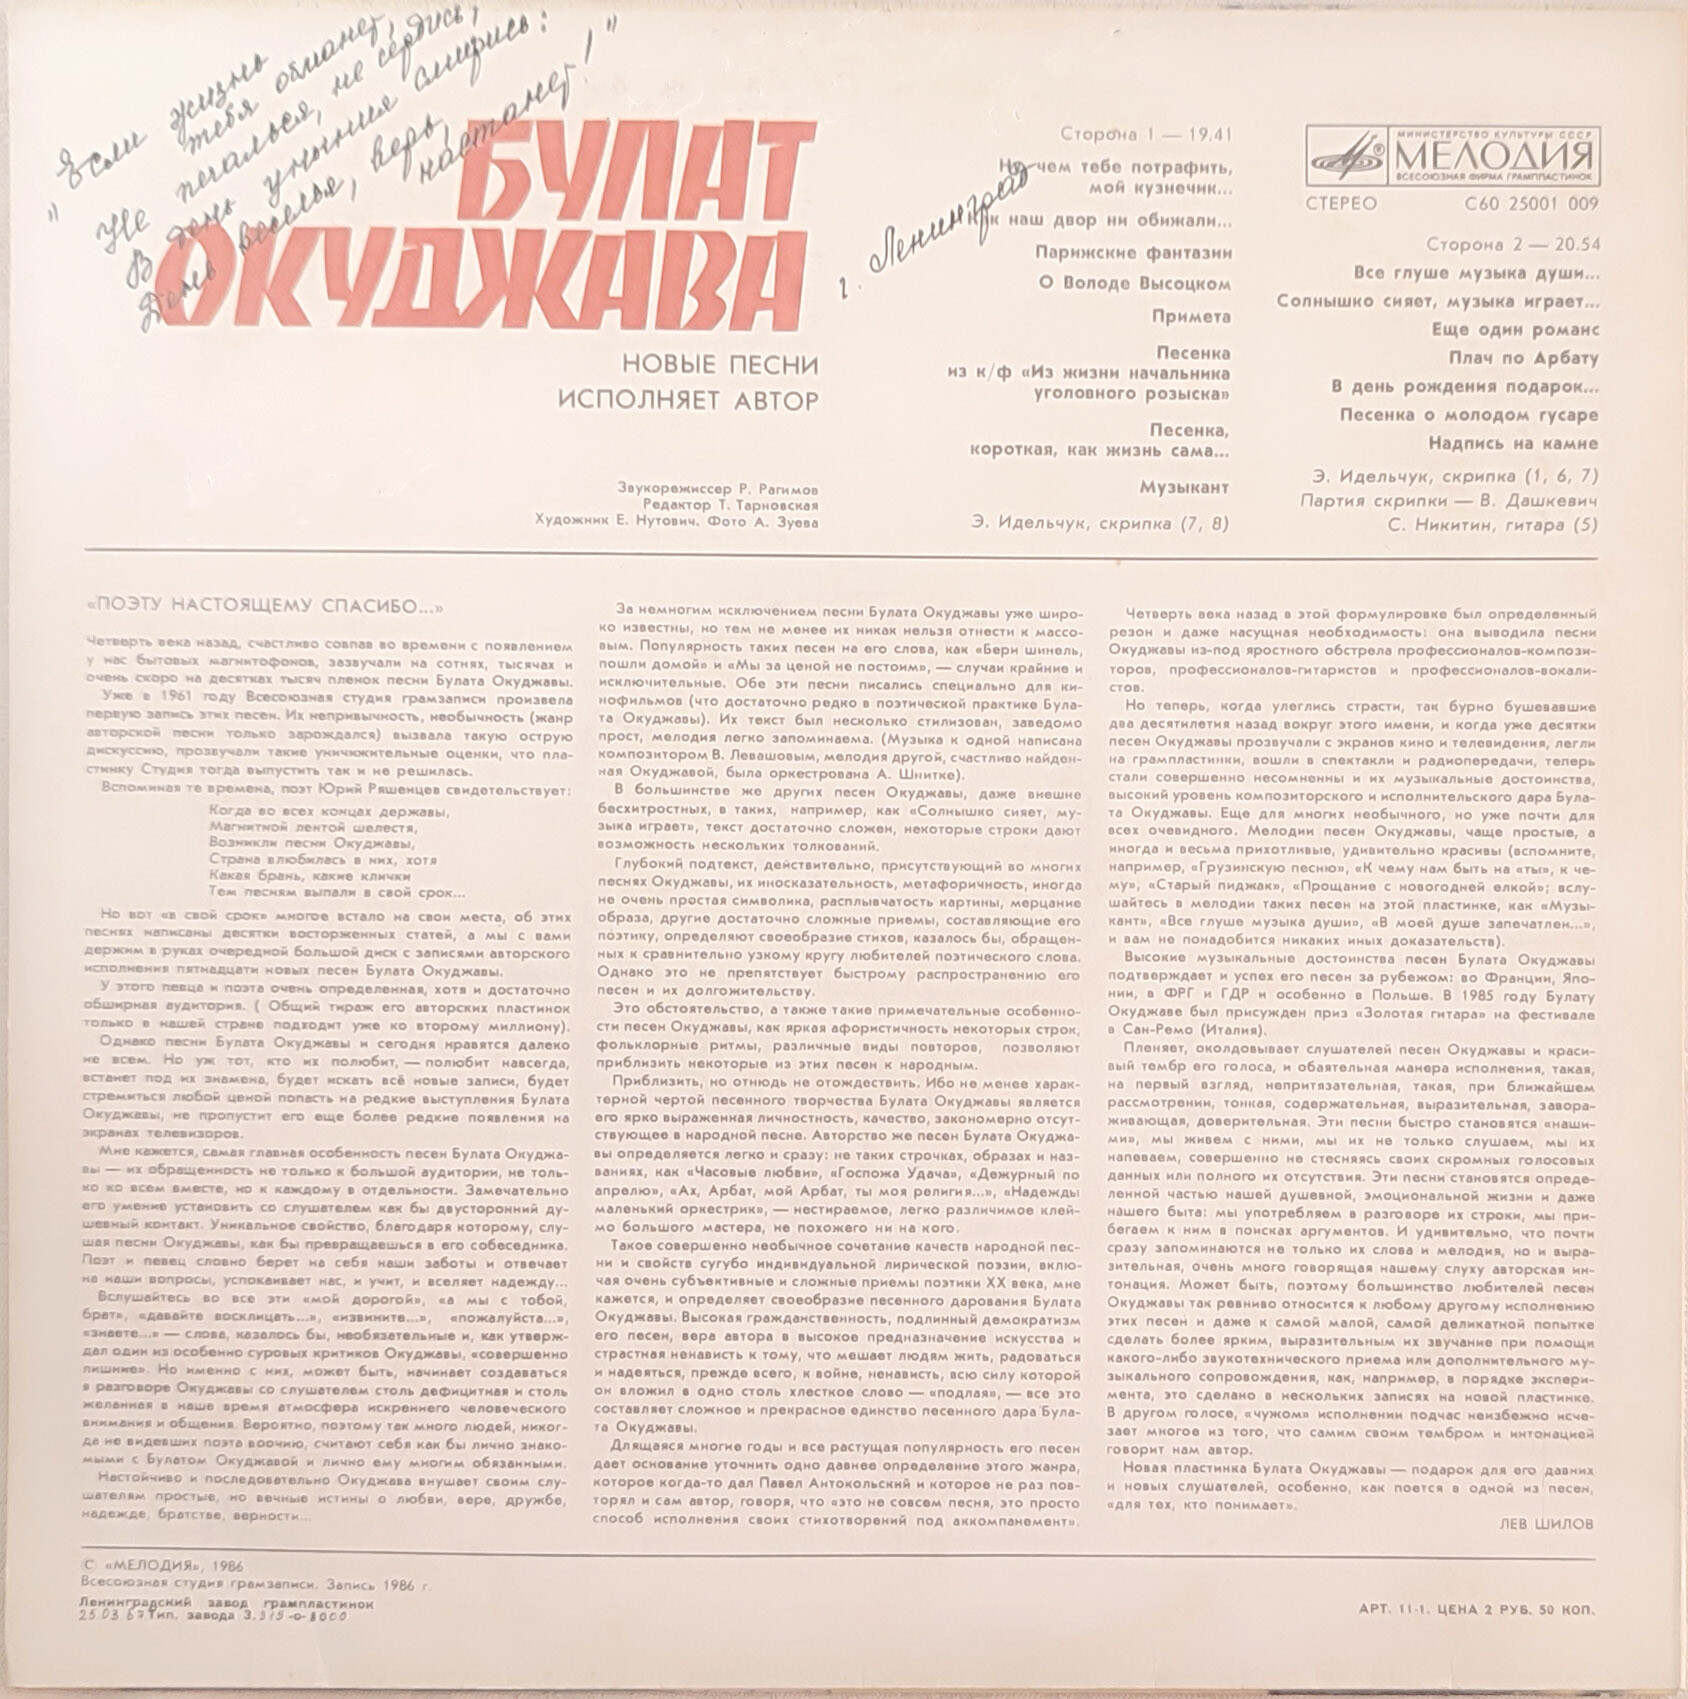 "Если жизнь
тебя обманет,
Не печалься, не сердись,
В день уныния смирись:
День веселья, верь,
настанет!"
г. Ленинград
БУЛАТ
ОКУДЖАВА
НОВЫЕ ПЕСНИ
ИСПОЛНЯЕТ АВТОР
Звукорежиссер Р. Рагимов
Редактор Т. Тарновская
Художник Е. Нутович. Фото А. Зуева
Сторона 1 — 19.41
Но чем тебе потрафить,
мой кузнечик...
Как наш двор ни обижали...
Парижские фантазии
О Володе Высоцком
Примета
Песенка
из к/ф «Из жизни начальника
уголовного розыска»
Песенка,
короткая, как жизнь сама...
Музыкант
Э. Идельчук, скрипка (7, 8)
МИНИСТЕРСТВО КУЛЬТУРЫ СССР
МЕЛОДИЯ
ВСЕСОЮЗНАЯ ФИРМА ГРАМПЛАСТИНОК
СТЕРЕО С60 25001 009
Сторона 2 — 20.54
Все глуше музыка души...
Солнышко сияет, музыка играет...
Еще один романс
Плач по Арбату
В день рождения подарок...
Песенка о молодом гусаре
Надпись на камне
Э. Идельчук, скрипка (1, 6, 7)
Партия скрипки — В. Дашкевич
С. Никитин, гитара (5)
«ПОЭТУ НАСТОЯЩЕМУ СПАСИБО...»
Четверть века назад, счастливо совпав во времени с появлением
у нас бытовых магнитофонов, зазвучали на сотнях, тысячах и
очень скоро на десятках тысяч пленок песни Булата Окуджавы.
Уже в 1961 году Всесоюзная студия грамзаписи произвела
первую запись этих песен. Их непривычность, необычность (жанр
авторской песни только зарождался) вызвала такую острую
дискуссию, прозвучали такие уничижительные оценки, что пла-
стинку Студия тогда выпустить так и не решилась.
Вспоминая те времена, поэт Юрий Ряшенцев свидетельствует:
Когда во всех концах державы,
Магнитной лентой шелестя,
Возникли песни Окуджавы,
Страна влюбилась в них, хотя
Какая брань, какие клички
Тем песням выпали в свой срок...
Но вот «в свой срок» многое встало на свои места, об этих
песнях написаны десятки восторженных статей, а мы с вами
держим в руках очередной большой диск с записями авторского
исполнения пятнадцати новых песен Булата Окуджавы.
У этого певца и поэта очень определенная, хотя и достаточно
обширная аудитория. ( Общий тираж его авторских пластинок
только в нашей стране подходит уже ко второму миллиону).
Однако песни Булата Окуджавы и сегодня нравятся далеко
не всем. Но уж тот, кто их полюбит, — полюбит навсегда,
встанет под их знамена, будет искать всё новые записи, будет
стремиться любой ценой попасть на редкие выступления Булата
Окуджавы, не пропустит его еще более редкие появления на
экранах телевизоров.
Мне кажется, самая главная особенность песен Булата Окуджа-
вы — их обращенность не только к большой аудитории, не толь-
ко ко всем вместе, но к каждому в отдельности. Замечательно
его умение установить со слушателем как бы двусторонний ду-
шевный контакт. Уникальное свойство, благодаря которому, слу-
шая песни Окуджавы, как бы превращаешься в его собеседника.
Поэт и певец словно берет на себя наши заботы и отвечает
на наши вопросы, успокаивает нас, и учит, и вселяет надежду...
Вслушайтесь во все эти «мой дорогой», «а мы с тобой,
брат», «давайте восклицать...», «извините...», «пожалуйста...»,
«знаете...» — слова, казалось бы, необязательные и, как утверж-
дал один из особенно суровых критиков Окуджавы, «совершенно
лишние». Но именно с них, может быть, начинает создаваться
в разговоре Окуджавы со слушателем столь дефицитная и столь
желанная в наше время атмосфера искреннего человеческого
внимания и общения. Вероятно, поэтому так много людей, никог-
да не видевших поэта воочию, считают себя как бы лично знако-
мыми с Булатом Окуджавой и лично ему многим обязанными.
Настойчиво и последовательно Окуджава внушает своим слу-
шателям простые, но вечные истины о любви, вере, дружбе,
надежде, братстве, верности...
За немногим исключением песни Булата Окуджавы уже широ-
ко известны, но тем не менее их никак нельзя отнести к массо-
вым. Популярность таких песен на его слова, как «Бери шинель,
пошли домой» и «Мы за ценой не постоим», — случаи крайние и
исключительные. Обе эти песни писались специально для ки-
нофильмов (что достаточно редко в поэтической практике Була-
та Окуджавы). Их текст был несколько стилизован, заведомо
прост, мелодия легко запоминаема. (Музыка к одной написана
композитором В. Левашовым, мелодия другой, счастливо найден-
ная Окуджавой, была оркестрована А. Шнитке).
В большинстве же других песен Окуджавы, даже внешне
бесхитростных, в таких, например, как «Солнышко сияет, му-
зыка играет», текст достаточно сложен, некоторые строки дают
возможность нескольких толкований.
Глубокий подтекст, действительно, присутствующий во многих
песнях Окуджавы, их иносказательность, метафоричность, иногда
не очень простая символика, расплывчатость картины, мерцание
образа, другие достаточно сложные приемы, составляющие его
поэтику, определяют своеобразие стихов, казалось бы, обращен-
ных к сравнительно узкому кругу любителей поэтического слова.
Однако это не препятствует быстрому распространению его
песен и их долгожительству.
Это обстоятельство, а также такие примечательные особенно-
сти песен Окуджавы, как яркая афористичность некоторых строк,
фольклорные ритмы, различные виды повторов, позволяют
приблизить некоторые из этих песен к народным.
Приблизить, но отнюдь не отождествить. Ибо не менее харак-
терной чертой песенного творчества Булата Окуджавы является
его ярко выраженная личностность, качество, закономерно отсут-
ствующее в народной песне. Авторство же песен Булата Окуджа-
вы определяется легко и сразу: не таких строчках, образах и наз-
ваниях, как «Часовые любви», «Госпожа Удача», «Дежурный по
апрелю», «Ах, Арбат, мой Арбат, ты моя религия...», «Надежды
маленький оркестрик», — нестираемое, легко различимое клей-
мо большого мастера, не похожего ни на кого.
Такое совершенно необычное сочетание качеств народной пес-
ни и свойств сугубо индивидуальной лирической поэзии, вклю-
чая очень субъективные и сложные приемы поэтики XX века, мне
кажется, и определяет своеобразие песенного дарования Булата
Окуджавы. Высокая гражданственность, подлинный демократизм
его песен, вера автора в высокое предназначение искусства и
страстная ненависть к тому, что мешает людям жить, радоваться
и надеяться, прежде всего, к войне, ненависть, всю силу которой
он вложил в одно столь хлесткое слово — «подлая», — все это
составляет сложное и прекрасное единство песенного дара Була-
та Окуджавы.
Длящаяся многие годы и все растущая популярность его песен
дает основание уточнить одно давнее определение этого жанра,
которое когда-то дал Павел Антокольский и которое не раз пов-
торял и сам автор, говоря, что «это не совсем песня, это просто
способ исполнения своих стихотворений под аккомпанемент».
Четверть века назад в этой формулировке был определенный
резон и даже насущная необходимость: она выводила песни
Окуджавы из-под яростного обстрела профессионалов-компози-
торов, профессионалов-гитаристов и профессионалов-вокали-
стов.
Но теперь, когда улеглись страсти, так бурно бушевавшие
два десятилетия назад вокруг этого имени, и когда уже десятки
песен Окуджавы прозвучали с экранов кино и телевидения, легли
на грампластинки, вошли в спектакли и радиопередачи, теперь
стали совершенно несомненны и их музыкальные достоинства,
высокий уровень композиторского и исполнительского дара Була-
та Окуджавы. Еще для многих необычного, но уже почти для
всех очевидного. Мелодии песен Окуджавы, чаще простые, а
иногда и весьма прихотливые, удивительно красивы (вспомните,
например, «Грузинскую песню», «К чему нам быть на «ты», к че-
му», «Старый пиджак», «Прощание с новогодней елкой»; вслу-
шайтесь в мелодии таких песен на этой пластинке, как «Музы-
кант», «Все глуше музыка души», «В моей душе запечатлен...»,
и вам не понадобится никаких иных доказательств).
Высокие музыкальные достоинства песен Булата Окуджавы
подтверждает и успех его песен за рубежом: во Франции, Япо-
нии, в ФРГ и ГДР и особенно в Польше. В 1985 году Булату
Окуджаве был присужден приз «Золотая гитара» на фестивале
в Сан-Ремо (Италия).
Пленяет, околдовывает слушателей песен Окуджавы и краси-
вый тембр его голоса, и обаятельная манера исполнения, такая,
на первый взгляд, непритязательная, такая, при ближайшем
рассмотрении, тонкая, содержательная, выразительная, завора-
живающая, доверительная. Эти песни быстро становятся «наши-
ми», мы живем с ними, мы их не только слушаем, мы их
напеваем, совершенно не стесняясь своих скромных голосовых
данных или полного их отсутствия. Эти песни становятся опреде-
ленной частью нашей душевной, эмоциональной жизни и даже
нашего быта: мы употребляем в разговоре их строки, мы при-
бегаем к ним в поисках аргументов. И удивительно, что почти
сразу запоминаются не только их слова и мелодия, но и выра-
зительная, очень много говорящая нашему слуху авторская ин-
тонация. Может быть, поэтому большинство любителей песен
Окуджавы так ревниво относится к любому другому исполнению
этих песен и даже к самой малой, самой деликатной попытке
сделать более ярким, выразительным их звучание при помощи
какого-либо звукотехнического приема или дополнительного му-
зыкального сопровождения, как, например, в порядке экспери-
мента, это сделано в нескольких записях на новой пластинке.
В другом голосе, «чужом» исполнении подчас неизбежно исче-
зает многое из того, что самим своим тембром и интонацией
говорит нам автор.
Новая пластинка Булата Окуджавы — подарок для его давних
и новых слушателей, особенно, как поется в одной из песен,
«для тех, кто понимает».
ЛЕВ ШИЛОВ
© «МЕЛОДИЯ», 1986
Всесоюзная студия грамзаписи. Запись 1986 г.
Ленинградский завод грампластинок
25.03.87 Тип. завода З.319-о-8000
АРТ. 11-1. ЦЕНА 2 РУБ. 50 КОП.